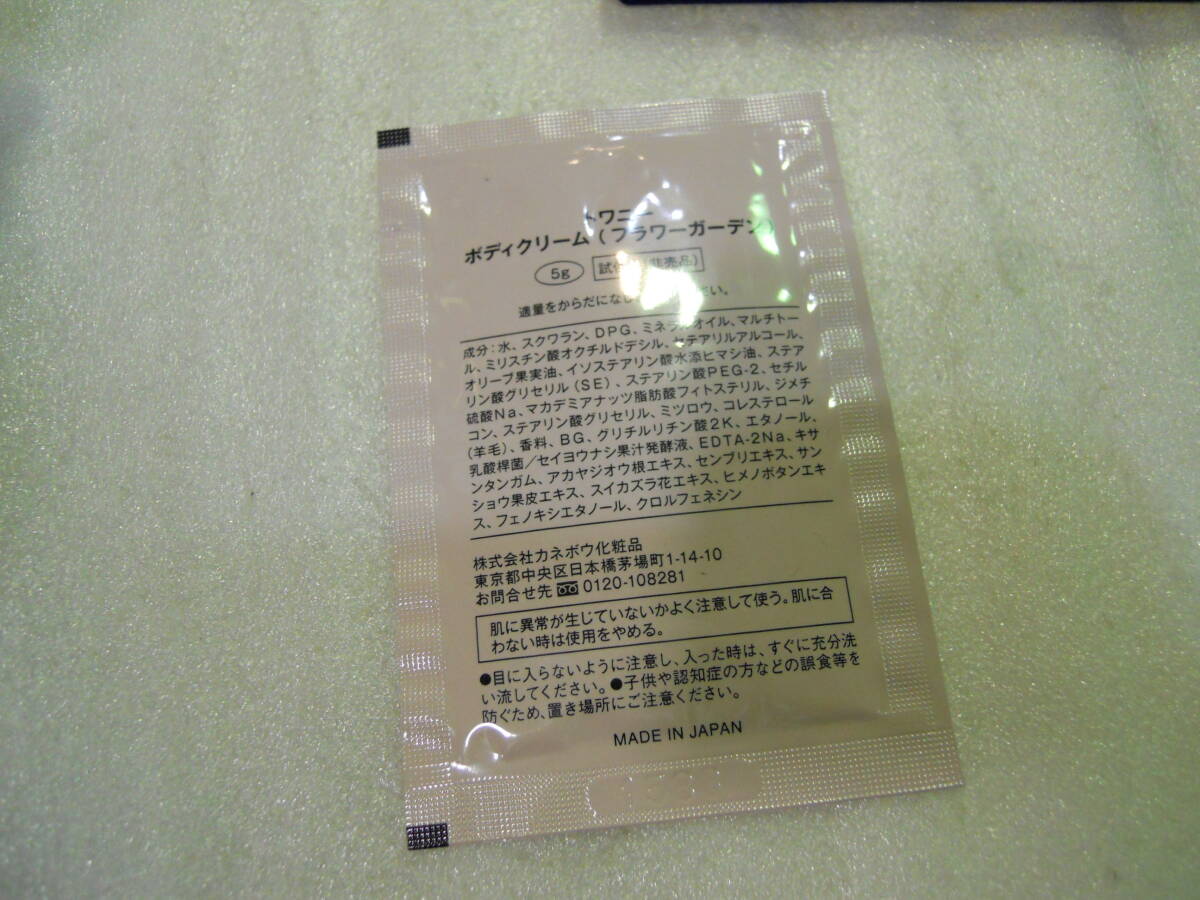 トワニー
ボディクリーム(フラワーガーデン)
5g 試 非売品)
適量をからだになじ い。
成分:水、スクワラン、DPG、ミネラルオイル、マルチトー
ル、ミリスチン酸オクチルドデシル、セテアリルアルコール、
オリーブ果実油、イソステアリン酸水添ヒマシ油、ステア
リン酸グリセリル(SE)、ステアリン酸PEG-2、セチル
硫酸Na、マカデミアナッツ脂肪酸フィトステリル、ジメチ
コン、ステアリン酸グリセリル、ミツロウ、コレステロール
(羊毛)、香料、BG、グリチルリチン酸2K、エタノール、
乳酸桿菌/セイヨウナシ果汁発酵液、EDTA-2Na、キサ
ンタンガム、アカヤジオウ根エキス、センブリエキス、サン
ショウ果皮エキス、スイカズラ花エキス、ヒメノボタンエキ
ス、フェノキシエタノール、クロルフェネシン
株式会社カネボウ化粧品
東京都中央区日本橋茅場町1-14-10
お問合せ先 0120-108281
肌に異常が生じていないかよく注意して使う。肌に合
わない時は使用をやめる。
●目に入らないように注意し、入った時は、すぐに充分洗
い流してください。●子供や認知症の方などの誤食等を
防ぐため、置き場所にご注意ください。
MADE IN JAPAN